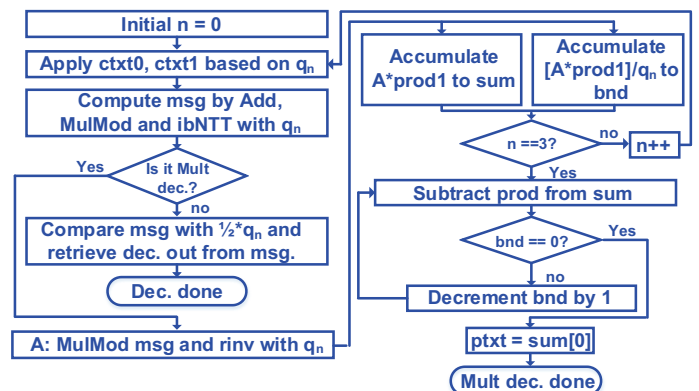 Initial n = 0
Apply ctxt0, ctxt1 based on qn
Compute msg by Add,
MulMod and ibNTT with qn
Yes
Is it Mult
dec.?
no
Compare msg with ½*qn and
retrieve dec. out from msg.
Dec. done
A: MulMod msg and rinv with qn
Accumulate
A*prod1 to sum
Accumulate
[A*prod1]/qn to
bnd
n ==3?
no
n++
Yes
Subtract prod from sum
bnd == 0?
Yes
no
Decrement bnd by 1
ptxt = sum[0]
Mult dec. done